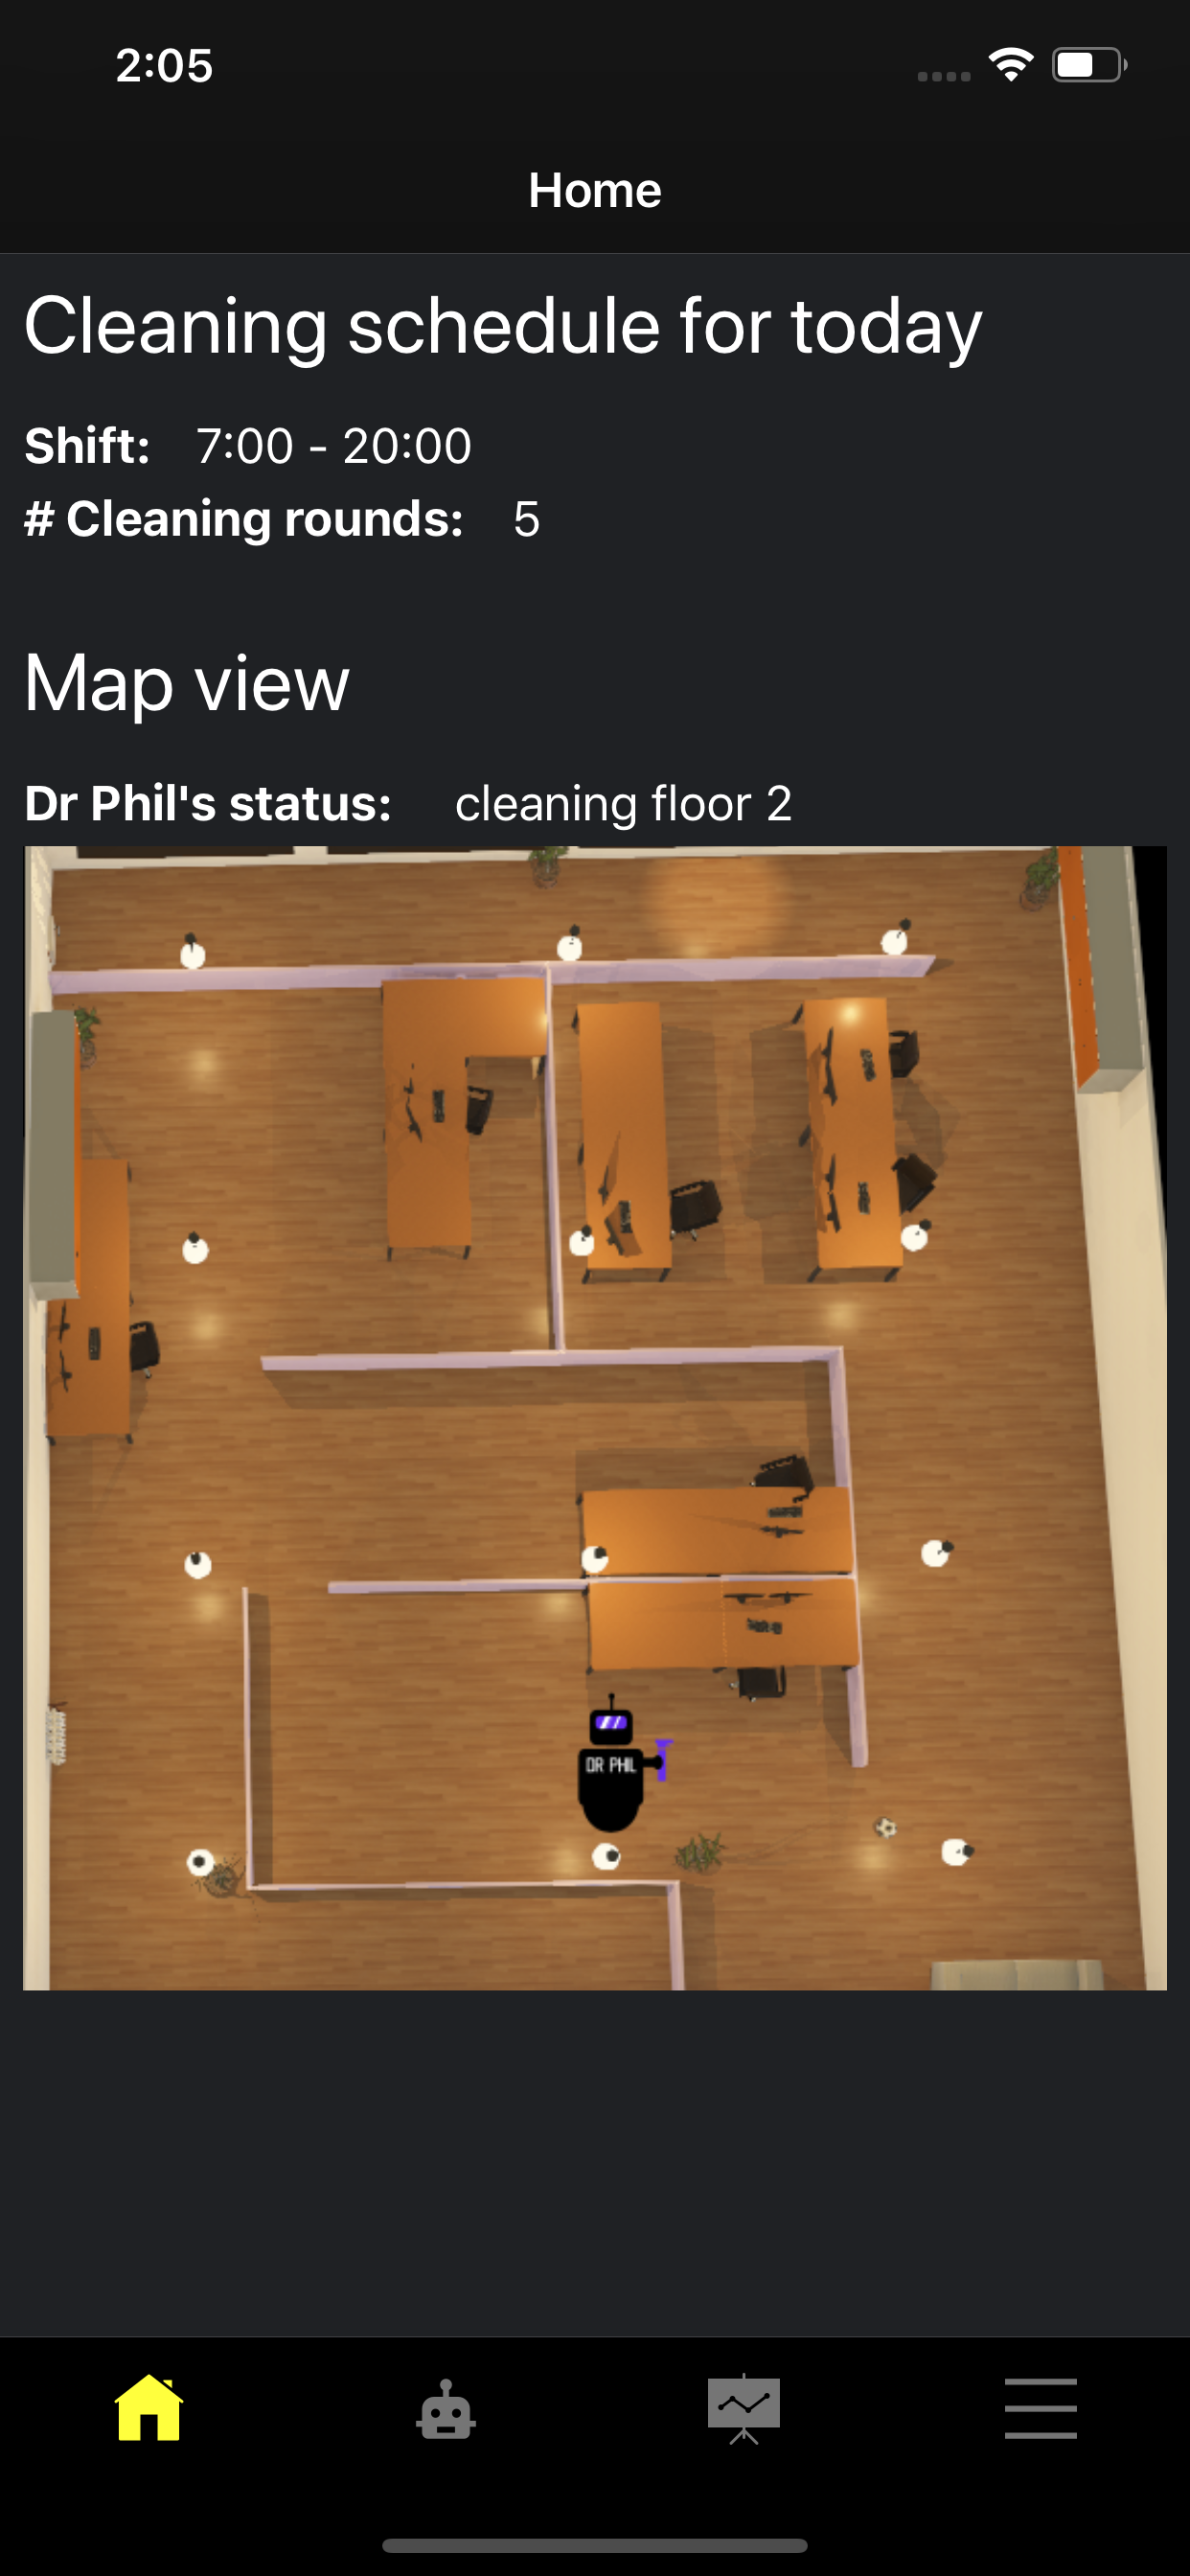 2:05
Home
Cleaning schedule for today
Shift: 7:00 - 20:00
# Cleaning rounds: 5
Map view
Dr Phil's status: cleaning floor 2
DR PHIL